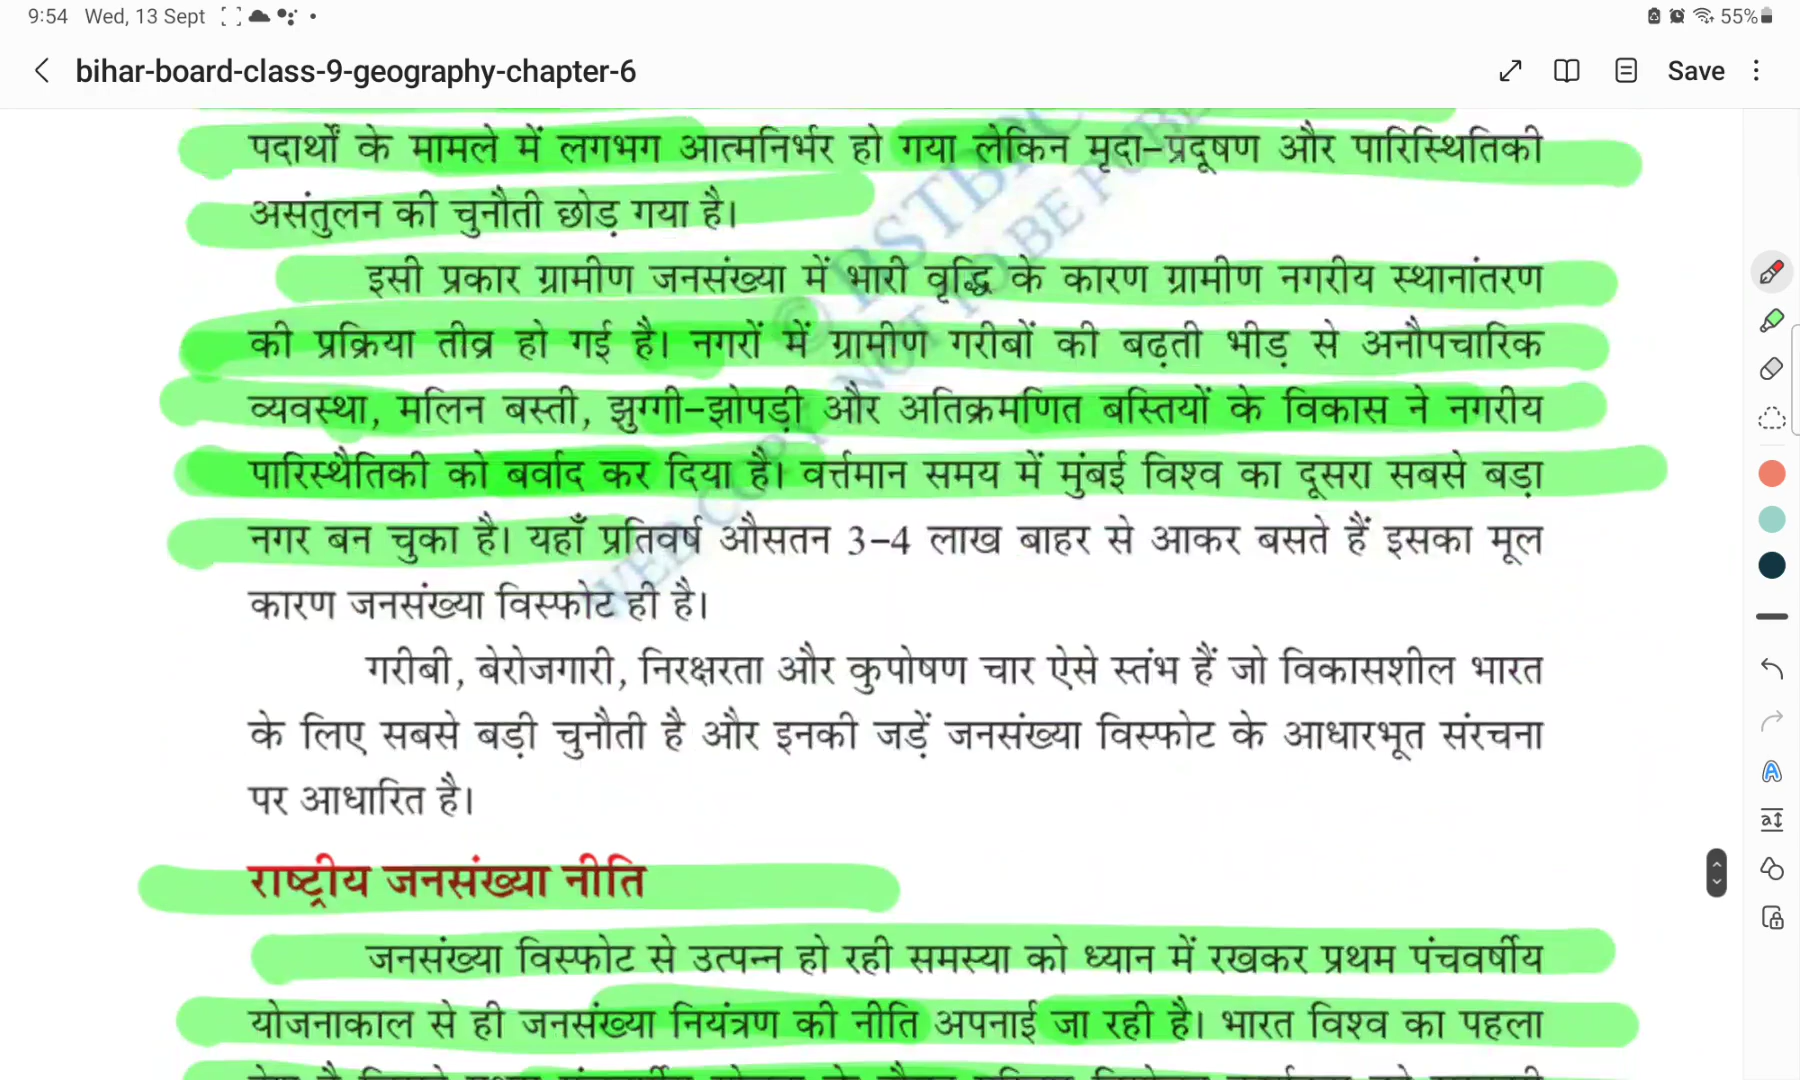 9:54 Wed, 13 Sept 55%
bihar-board-class-9-geography-chapter-6 Save
पदार्थों के मामले में लगभग आत्मनिर्भर हो गया लेकिन मृदा-प्रदूषण और पारिस्थितिकी
असंतुलन की चुनौती छोड़ गया है।
इसी प्रकार ग्रामीण जनसंख्या में भारी वृद्धि के कारण ग्रामीण नगरीय स्थानांतरण
की प्रक्रिया तीव्र हो गई है। नगरों में ग्रामीण गरीबों की बढ़ती भीड़ से अनौपचारिक
व्यवस्था, मलिन बस्ती, झुग्गी-झोपड़ी और अतिक्रमणित बस्तियों के विकास ने नगरीय
पारिस्थैतिकी को बर्वाद कर दिया है। वर्त्तमान समय में मुंबई विश्व का दूसरा सबसे बड़ा
नगर बन चुका है। यहाँ प्रतिवर्ष औसतन 3-4 लाख बाहर से आकर बसते हैं इसका मूल
कारण जनसंख्या विस्फोट ही है।
गरीबी, बेरोजगारी, निरक्षरता और कुपोषण चार ऐसे स्तंभ हैं जो विकासशील भारत
के लिए सबसे बड़ी चुनौती है और इनकी जड़ें जनसंख्या विस्फोट के आधारभूत संरचना
पर आधारित है।
राष्ट्रीय जनसंख्या नीति
जनसंख्या विस्फोट से उत्पन्न हो रही समस्या को ध्यान में रखकर प्रथम पंचवर्षीय
योजनाकाल से ही जनसंख्या नियंत्रण की नीति अपनाई जा रही है। भारत विश्व का पहला